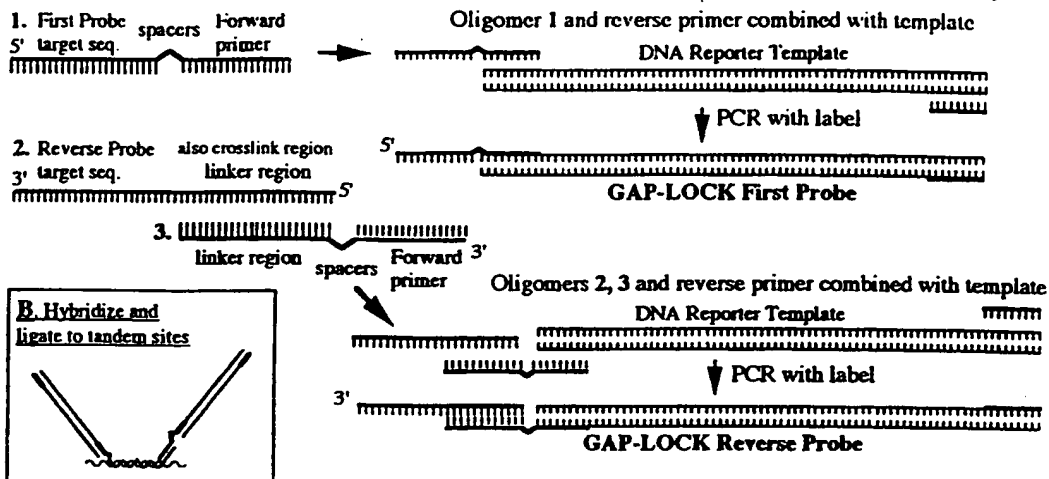 1. First Probe
5' target seq. spacers Forward primer
Oligomer 1 and reverse primer combined with template
DNA Reporter Template
PCR with label
5'
GAP-LOCK First Probe
2. Reverse Probe also crosslink region
3' target seq. linker region
5'
3.
3'
linker region spacers Forward primer
Oligomers 2, 3 and reverse primer combined with template
DNA Reporter Template
PCR with label
3'
GAP-LOCK Reverse Probe
B. Hybridize and
ligate to tandem sites